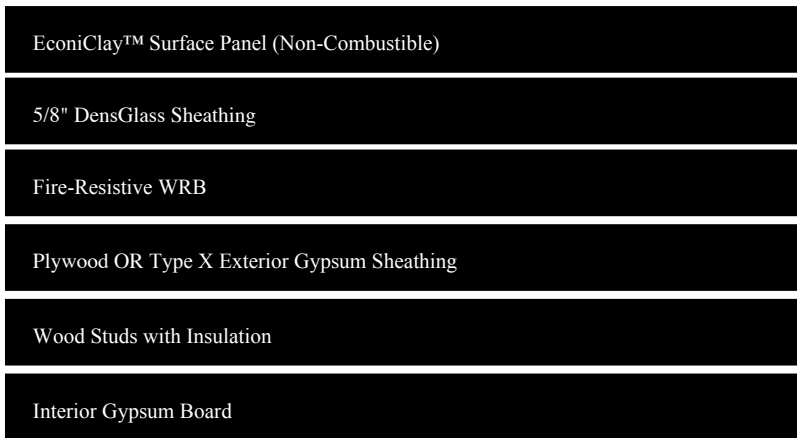 EconiClay™ Surface Panel (Non-Combustible)
5/8" DensGlass Sheathing
Fire-Resistive WRB
Plywood OR Type X Exterior Gypsum Sheathing
Wood Studs with Insulation
Interior Gypsum Board